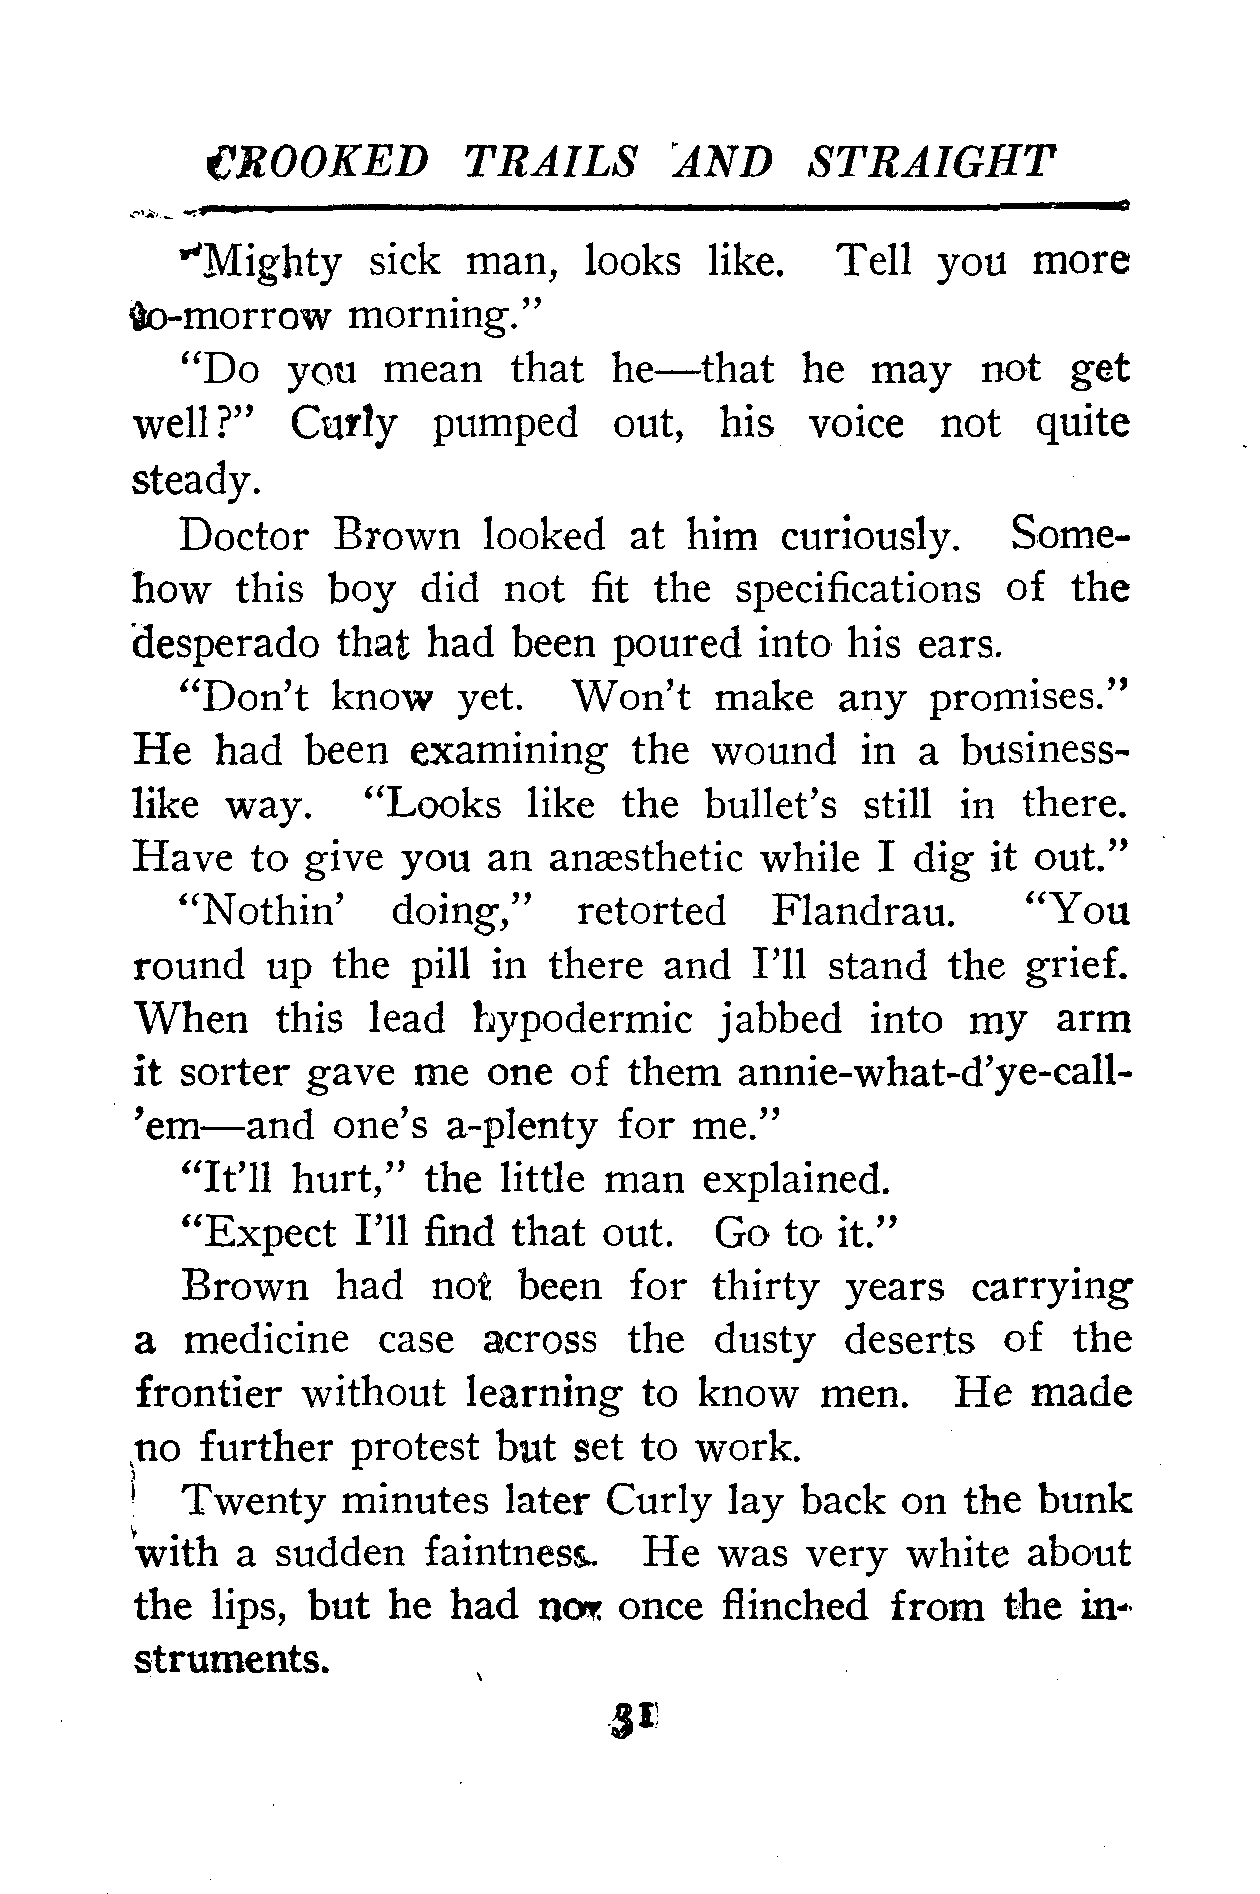 CROOKED TRAILS AND STRAIGHT
"Mighty sick man, looks like. Tell you more
to-morrow morning."
"Do you mean that he—that he may not get
well?" Curly pumped out, his voice not quite
steady.
Doctor Brown looked at him curiously. Some-
how this boy did not fit the specifications of the
desperado that had been poured into his ears.
"Don't know yet. Won't make any promises."
He had been examining the wound in a business-
like way. "Looks like the bullet's still in there.
Have to give you an anæsthetic while I dig it out."
"Nothin' doing," retorted Flandrau. "You
round up the pill in there and I'll stand the grief.
When this lead hypodermic jabbed into my arm
it sorter gave me one of them annie-what-d'ye-call-
'em—and one's a-plenty for me."
"It'll hurt," the little man explained.
"Expect I'll find that out. Go to it."
Brown had not been for thirty years carrying
a medicine case across the dusty deserts of the
frontier without learning to know men. He made
no further protest but set to work.
Twenty minutes later Curly lay back on the bunk
with a sudden faintness. He was very white about
the lips, but he had not once flinched from the in-
struments.
31